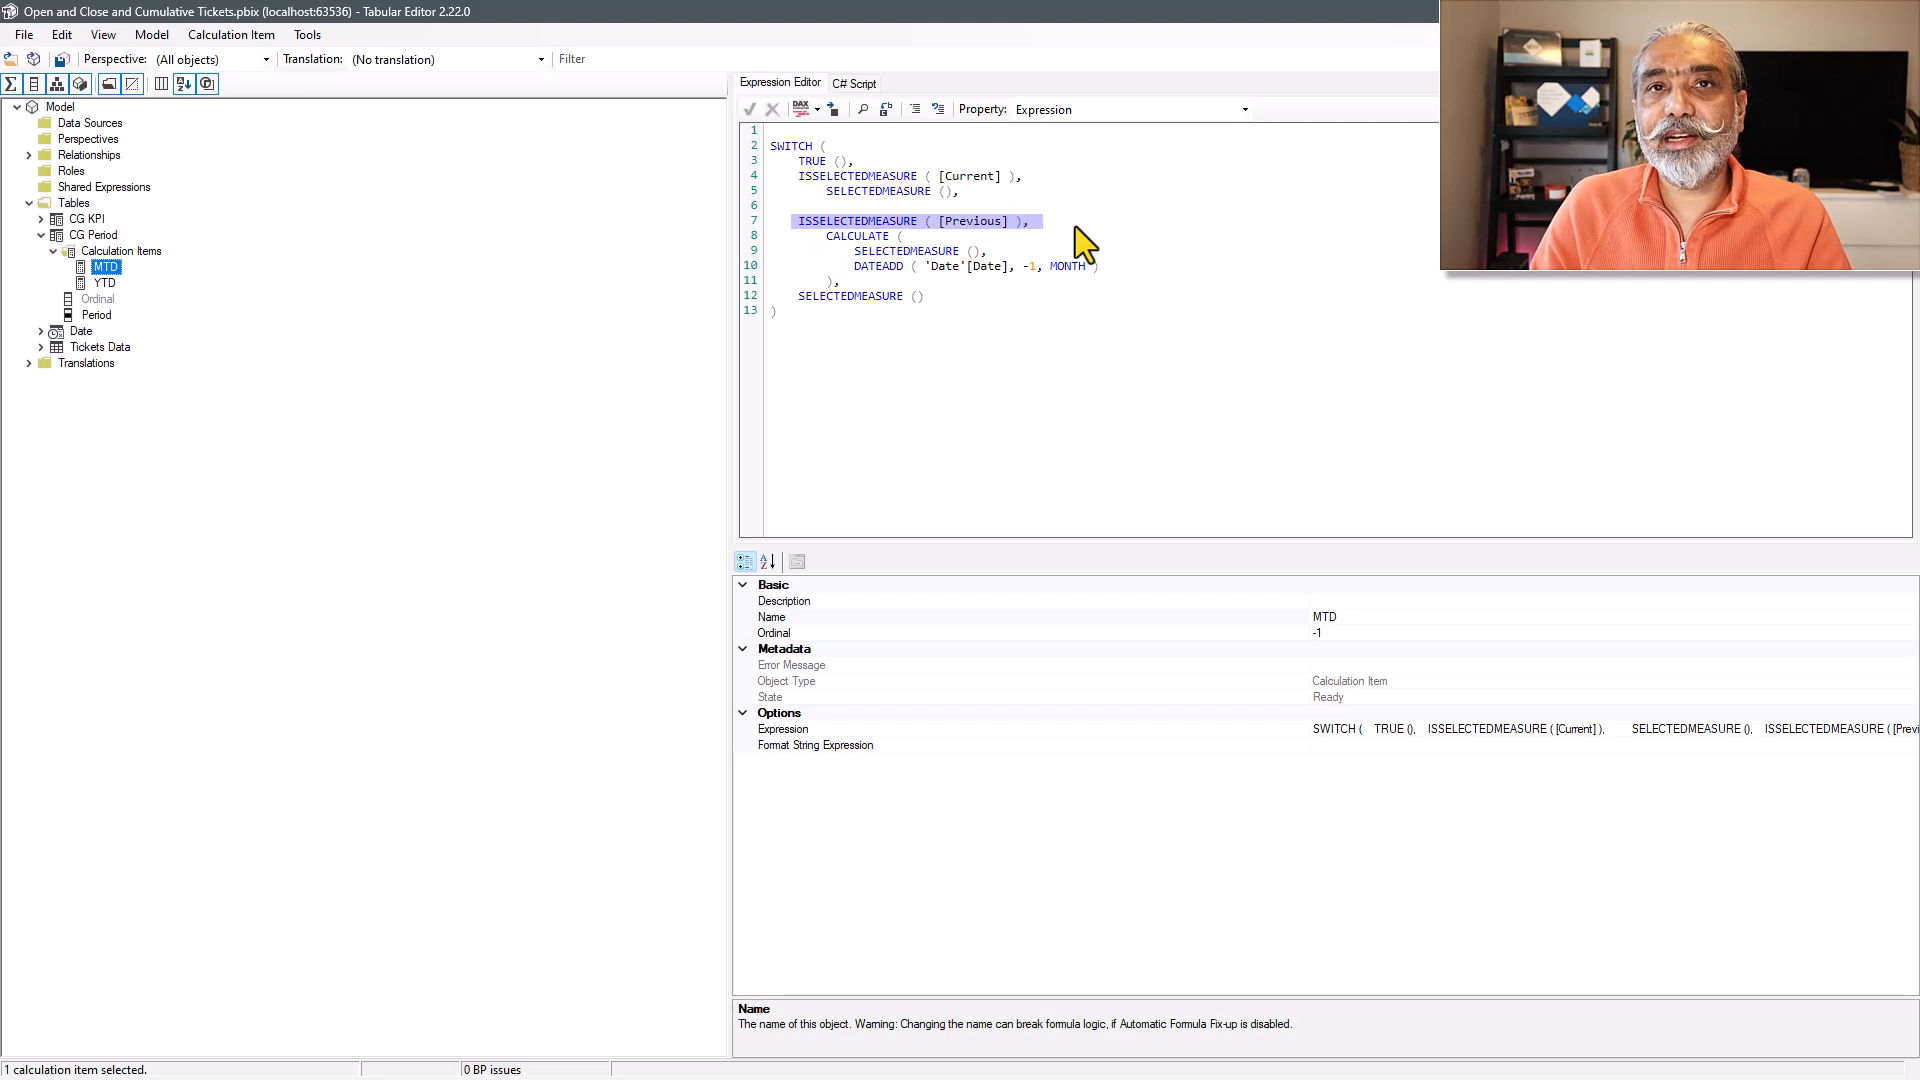 Open and Close and Cumulative Tickets.pbix (localhost:63536) - Tabular Editor 2.22.0
File Edit View Model Calculation Item Tools
Perspective: (All objects) Translation: (No translation) Filter
Model
Data Sources
Perspectives
Relationships
Roles
Shared Expressions
Tables
CG KPI
CG Period
Calculation Items
MTD
YTD
Ordinal
Period
Date
Tickets Data
Translations
Expression Editor C# Script
DAX Property: Expression
1
2 SWITCH (
3 TRUE (),
4 ISSELECTEDMEASURE ( [Current] ),
5 SELECTEDMEASURE (),
6
7 ISSELECTEDMEASURE ( [Previous] ),
8 CALCULATE (
9 SELECTEDMEASURE (),
10 DATEADD ( 'Date'[Date], -1, MONTH )
11 ),
12 SELECTEDMEASURE ()
13 )
Basic
Description
Name MTD
Ordinal -1
Metadata
Error Message
Object Type Calculation Item
State Ready
Options
Expression SWITCH ( TRUE (), ISSELECTEDMEASURE ( [Current] ), SELECTEDMEASURE (), ISSELECTEDMEASURE ( [Previ
Format String Expression
Name
The name of this object. Warning: Changing the name can break formula logic, if Automatic Formula Fix-up is disabled.
1 calculation item selected. 0 BP issues